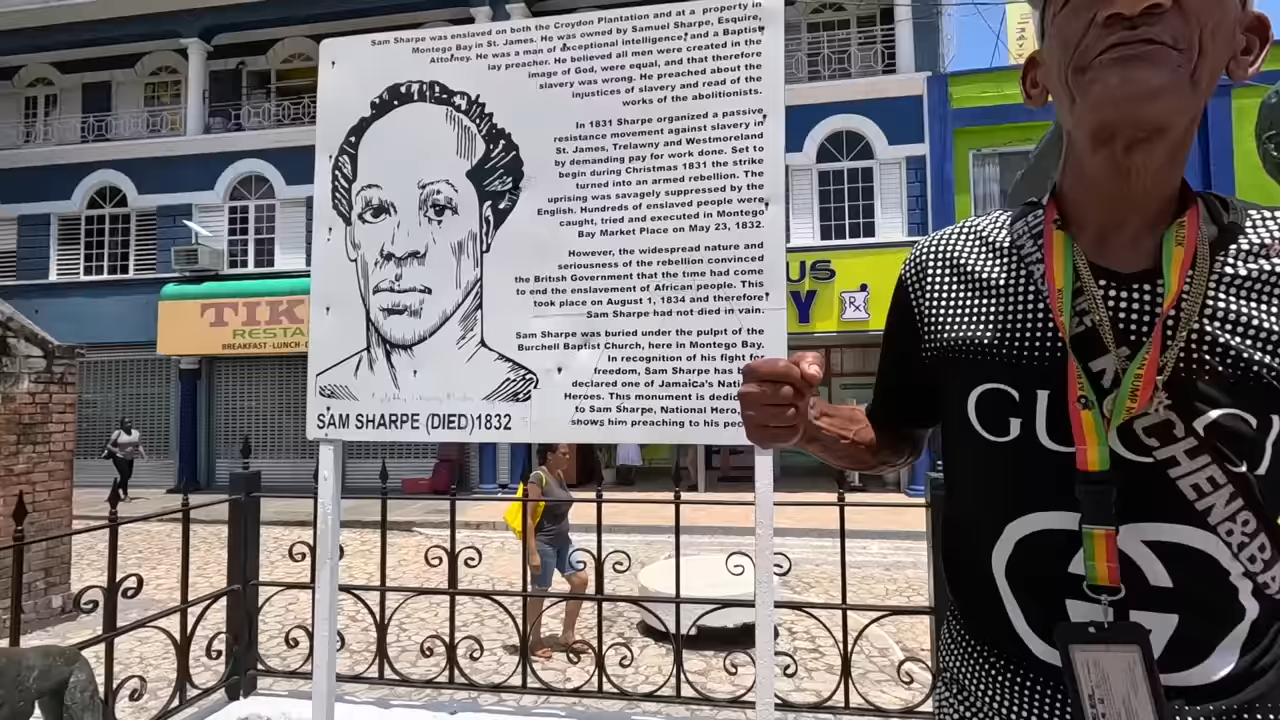 Sam Sharpe was enslaved on both the Croydon Plantation and at a property in
Montego Bay in St. James. He was owned by Samuel Sharpe, Esquire,
Attorney. He was a man of exceptional intelligence and a Baptist
lay preacher. He believed all men were created in the
image of God, were equal, and that therefore
slavery was wrong. He preached about the
injustices of slavery and read of the
works of the abolitionists.
In 1831 Sharpe organized a passive
resistance movement against slavery in
St. James, Trelawny and Westmoreland
by demanding pay for work done. Set to
begin during Christmas 1831 the strike
turned into an armed rebellion. The
uprising was savagely suppressed by the
English. Hundreds of enslaved people were
caught, tried and executed in Montego
Bay Market Place on May 23, 1832.
However, the widespread nature and
seriousness of the rebellion convinced
the British Government that the time had come
to end the enslavement of African people. This
took place on August 1, 1834 and therefore
Sam Sharpe had not died in vain.
Sam Sharpe was buried under the pulpit of the
Burchell Baptist Church, here in Montego Bay.
In recognition of his fight for
freedom, Sam Sharpe has b
declared one of Jamaica's Nati
Heroes. This monument is dedic
to Sam Sharpe, National Hero,
shows him preaching to his peo
SAM SHARPE (DIED)1832
TIK
RESTA
BREAKFAST-LUNCH-D
US
Y
Rx
GUCCI
KITCHEN&BA